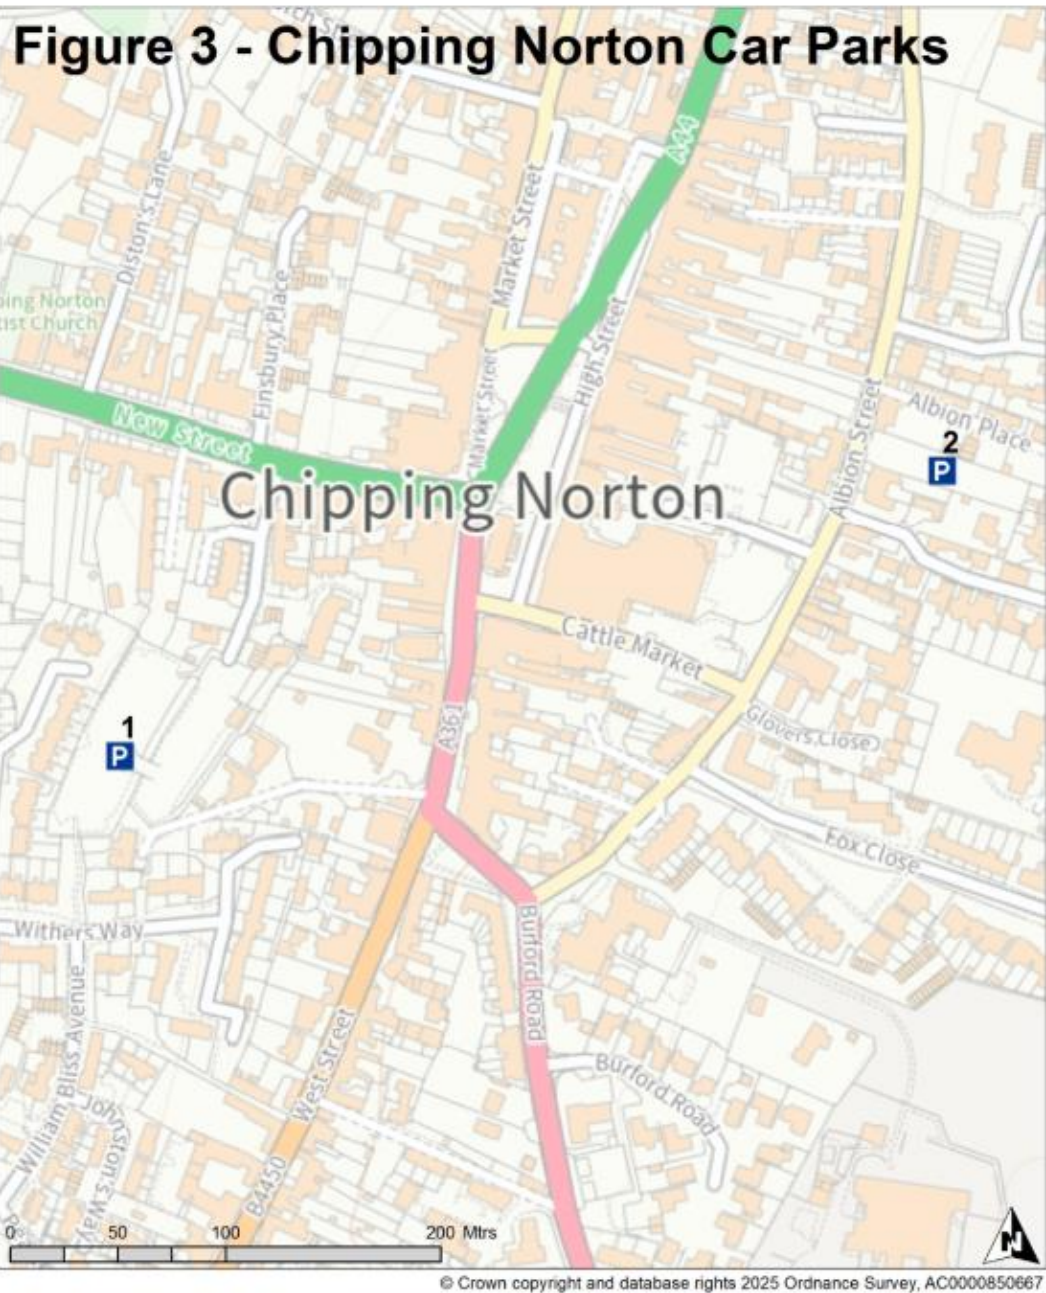 Figure 3 - Chipping Norton Car Parks
A44
Diston's Lane
Market Street
Finsbury Place
High Street
Market Street
New Street
Albion Street
Albion Place
2
P
Chipping Norton
Albion Street
Cattle Market
1
P
A361
Glovers Close
Fox Close
Withers Way
Burford Road
William Bliss Avenue
West Street
Burford Road
Johnston's Way
B4450
0 50 100 200 Mtrs
N
© Crown copyright and database rights 2025 Ordnance Survey, AC0000850667